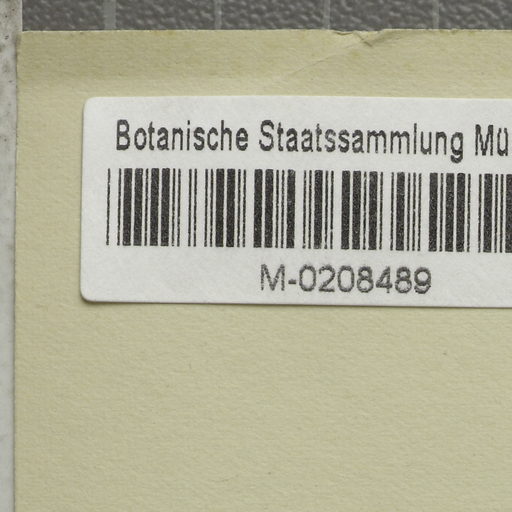 Botanische Staatssammlung Mü
M-0208489